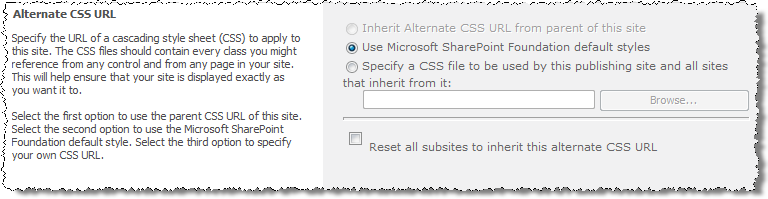 Alternate CSS URL
Specify the URL of a cascading style sheet (CSS) to apply to
this site. The CSS files should contain every class you might
reference from any control and from any page in your site.
This will help ensure that your site is displayed exactly as
you want it to.
Select the first option to use the parent CSS URL of this site.
Select the second option to use the Microsoft SharePoint
Foundation default style. Select the third option to specify
your own CSS URL.
Inherit Alternate CSS URL from parent of this site
Use Microsoft SharePoint Foundation default styles
Specify a CSS file to be used by this publishing site and all sites
that inherit from it:
Browse...
Reset all subsites to inherit this alternate CSS URL